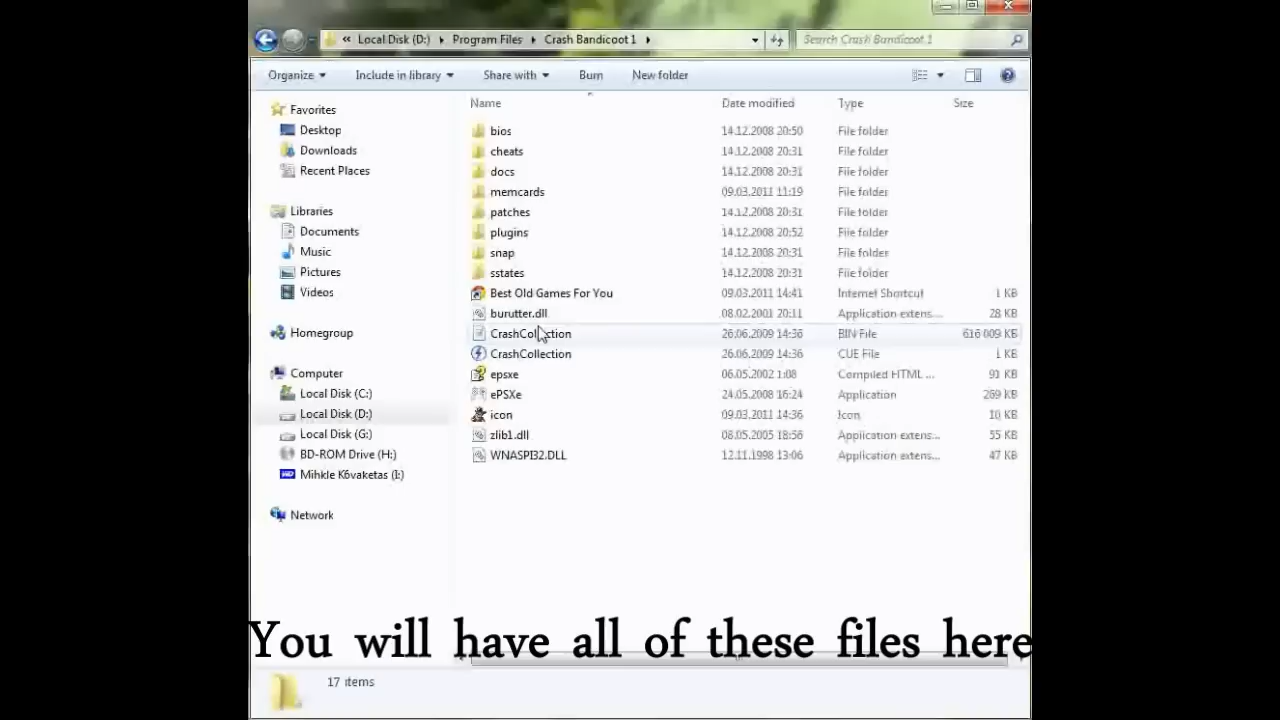 « Local Disk (D:) ▸ Program Files ▸ Crash Bandicoot 1 ▸ Search Crash Bandicoot 1
Organize Include in library Share with Burn New folder
Favorites
Desktop
Downloads
Recent Places
Libraries
Documents
Music
Pictures
Videos
Homegroup
Computer
Local Disk (C:)
Local Disk (D:)
Local Disk (G:)
BD-ROM Drive (H:)
Mihkle Kõvaketas (I:)
Network
Name Date modified Type Size
bios 14.12.2008 20:50 File folder
cheats 14.12.2008 20:31 File folder
docs 14.12.2008 20:31 File folder
memcards 09.03.2011 11:19 File folder
patches 14.12.2008 20:31 File folder
plugins 14.12.2008 20:52 File folder
snap 14.12.2008 20:31 File folder
sstates 14.12.2008 20:31 File folder
Best Old Games For You 09.03.2011 14:41 Internet Shortcut 1 KB
burutter.dll 08.02.2001 20:11 Application extens... 28 KB
CrashCollection 26.06.2009 14:36 BIN File 616 009 KB
CrashCollection 26.06.2009 14:36 CUE File 1 KB
epsxe 06.05.2002 1:08 Compiled HTML ... 91 KB
ePSXe 24.05.2008 16:24 Application 269 KB
icon 09.03.2011 14:36 Icon 10 KB
zlib1.dll 08.05.2005 18:56 Application extens... 55 KB
WNASPI32.DLL 12.11.1998 13:06 Application extens... 47 KB
You will have all of these files here
17 items